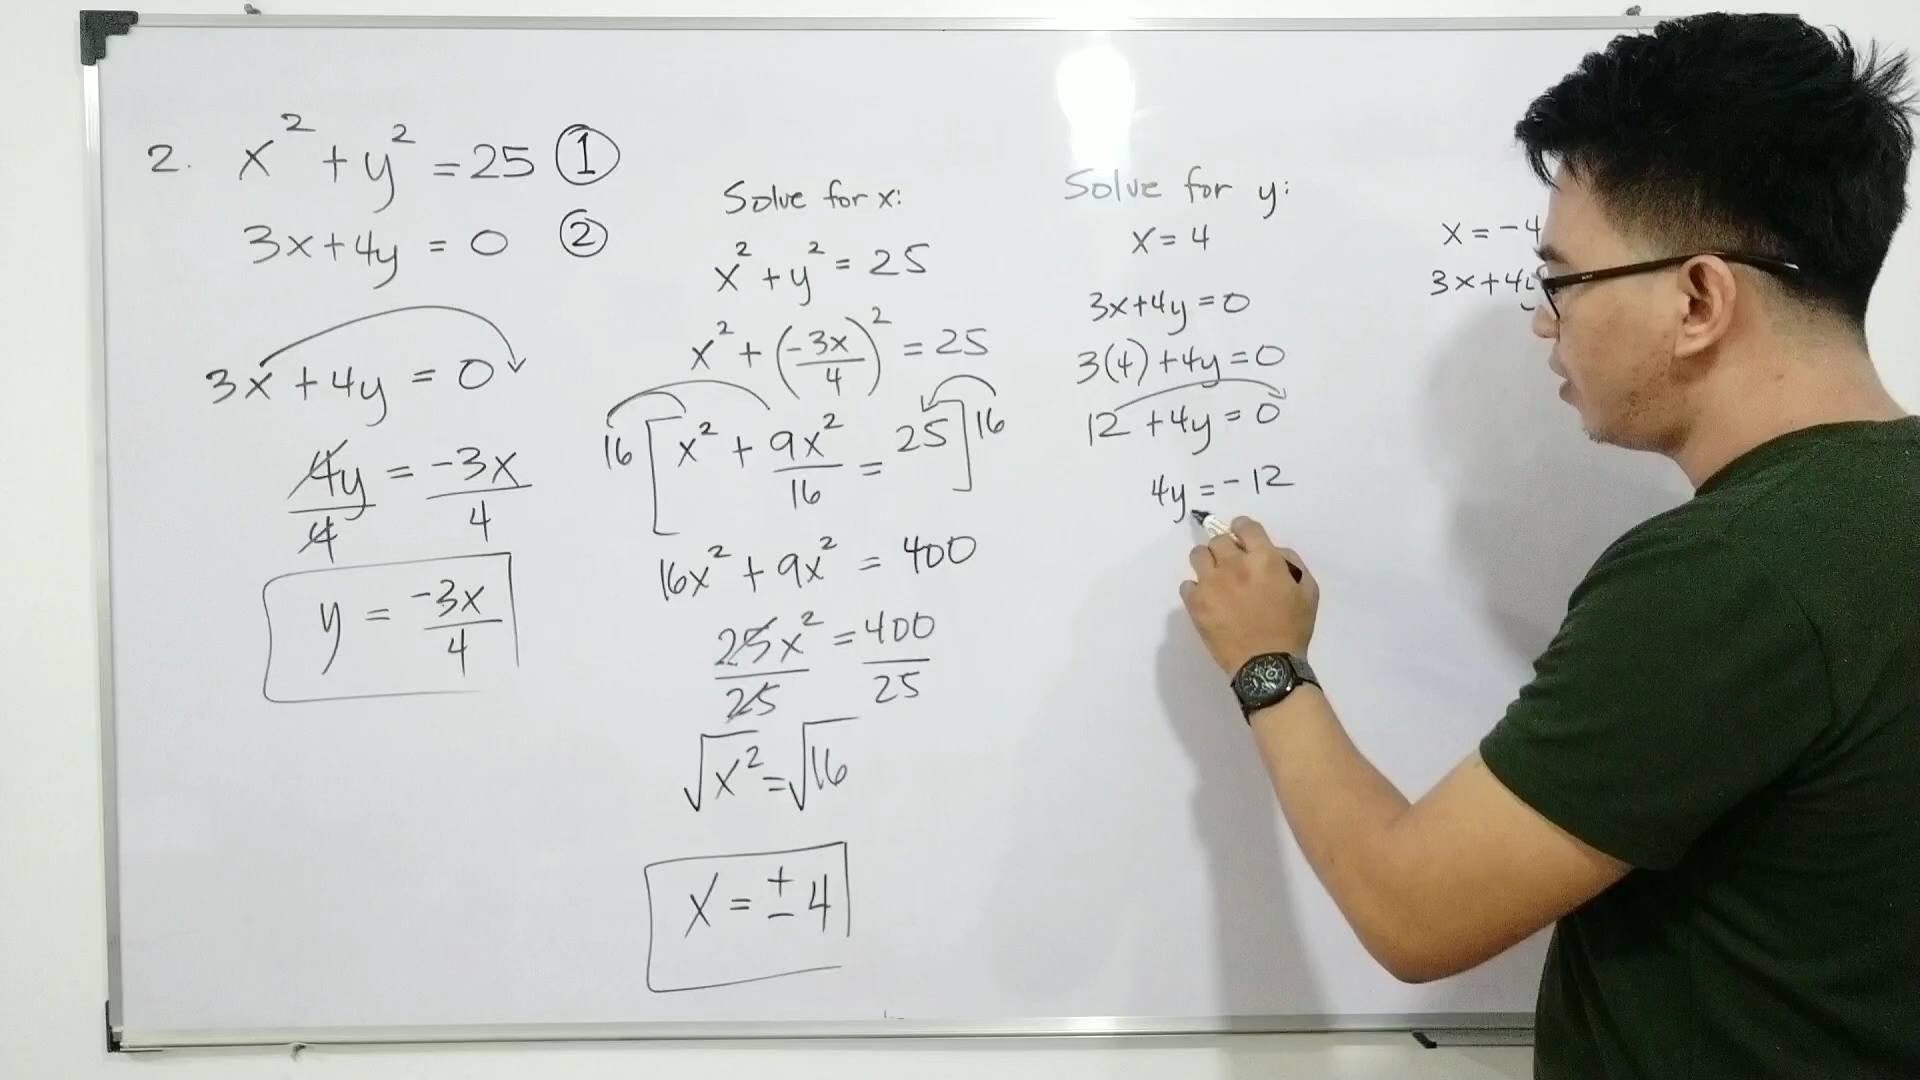 2. x² + y² = 25 ①
3x + 4y = 0 ②
3x + 4y = 0
4y/4 = -3x/4
y = -3x/4
Solve for x:
x² + y² = 25
x² + (-3x/4)² = 25
16 [x² + 9x²/16 = 25] 16
16x² + 9x² = 400
25x²/25 = 400/25
√x² = √16
x = ± 4
Solve for y:
x = 4
3x + 4y = 0
3(4) + 4y = 0
12 + 4y = 0
4y = -12
x = -4
3x + 4y